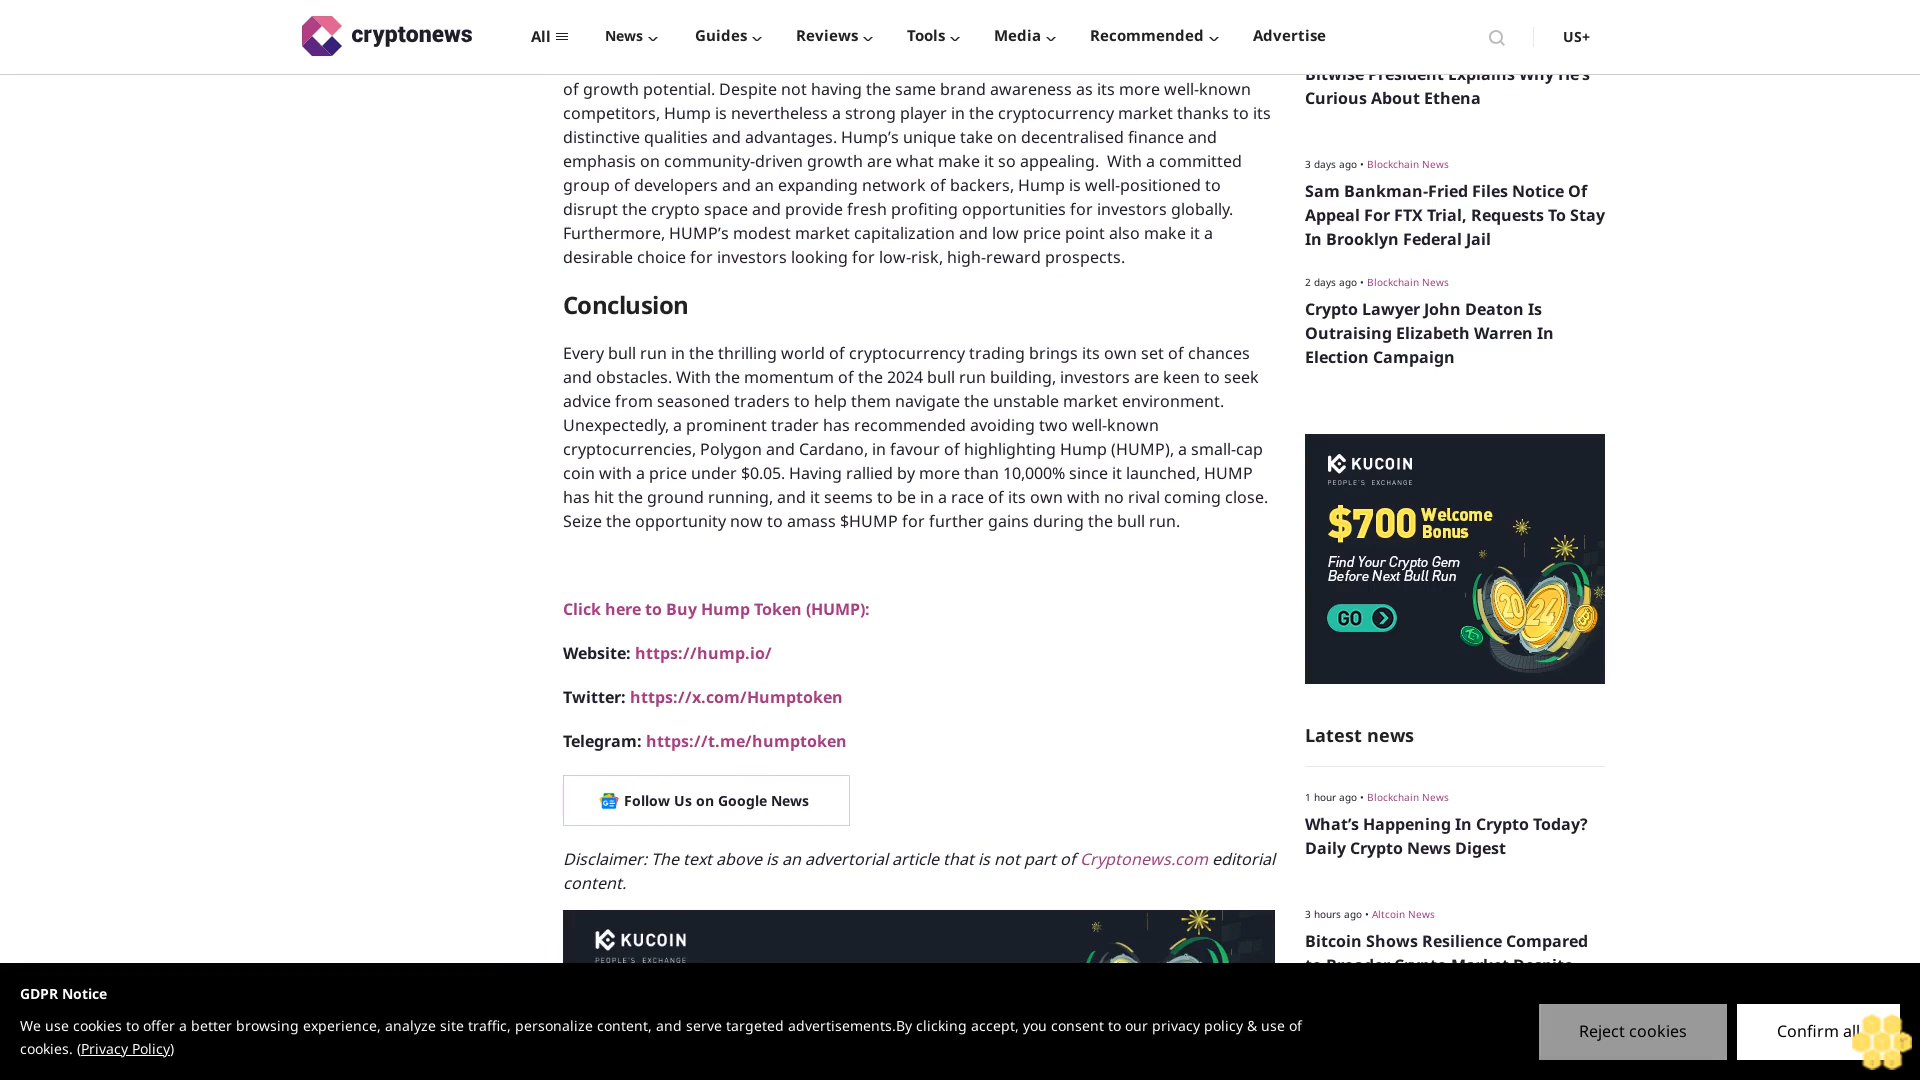 cryptonews
All
News
Guides
Reviews
Tools
Media
Recommended
Advertise
US+
of growth potential. Despite not having the same brand awareness as its more well-known
competitors, Hump is nevertheless a strong player in the cryptocurrency market thanks to its
distinctive qualities and advantages. Hump’s unique take on decentralised finance and
emphasis on community-driven growth are what make it so appealing.  With a committed
group of developers and an expanding network of backers, Hump is well-positioned to
disrupt the crypto space and provide fresh profiting opportunities for investors globally.
Furthermore, HUMP’s modest market capitalization and low price point also make it a
desirable choice for investors looking for low-risk, high-reward prospects.
Conclusion
Every bull run in the thrilling world of cryptocurrency trading brings its own set of chances
and obstacles. With the momentum of the 2024 bull run building, investors are keen to seek
advice from seasoned traders to help them navigate the unstable market environment.
Unexpectedly, a prominent trader has recommended avoiding two well-known
cryptocurrencies, Polygon and Cardano, in favour of highlighting Hump (HUMP), a small-cap
coin with a price under $0.05. Having rallied by more than 10,000% since it launched, HUMP
has hit the ground running, and it seems to be in a race of its own with no rival coming close.
Seize the opportunity now to amass $HUMP for further gains during the bull run.
Click here to Buy Hump Token (HUMP):
Website: https://hump.io/
Twitter: https://x.com/Humptoken
Telegram: https://t.me/humptoken
Follow Us on Google News
Disclaimer: The text above is an advertorial article that is not part of Cryptonews.com editorial
content.
KUCOIN
PEOPLE'S EXCHANGE
Bitwise President Explains Why He’s
Curious About Ethena
3 days ago • Blockchain News
Sam Bankman-Fried Files Notice Of
Appeal For FTX Trial, Requests To Stay
In Brooklyn Federal Jail
2 days ago • Blockchain News
Crypto Lawyer John Deaton Is
Outraising Elizabeth Warren In
Election Campaign
KUCOIN
PEOPLE'S EXCHANGE
$700 Welcome
Bonus
Find Your Crypto Gem
Before Next Bull Run
GO
20 24
Latest news
1 hour ago • Blockchain News
What’s Happening In Crypto Today?
Daily Crypto News Digest
3 hours ago • Altcoin News
Bitcoin Shows Resilience Compared
to Broader Crypto Market Despite
GDPR Notice
We use cookies to offer a better browsing experience, analyze site traffic, personalize content, and serve targeted advertisements.By clicking accept, you consent to our privacy policy & use of
cookies. (Privacy Policy)
Reject cookies
Confirm all